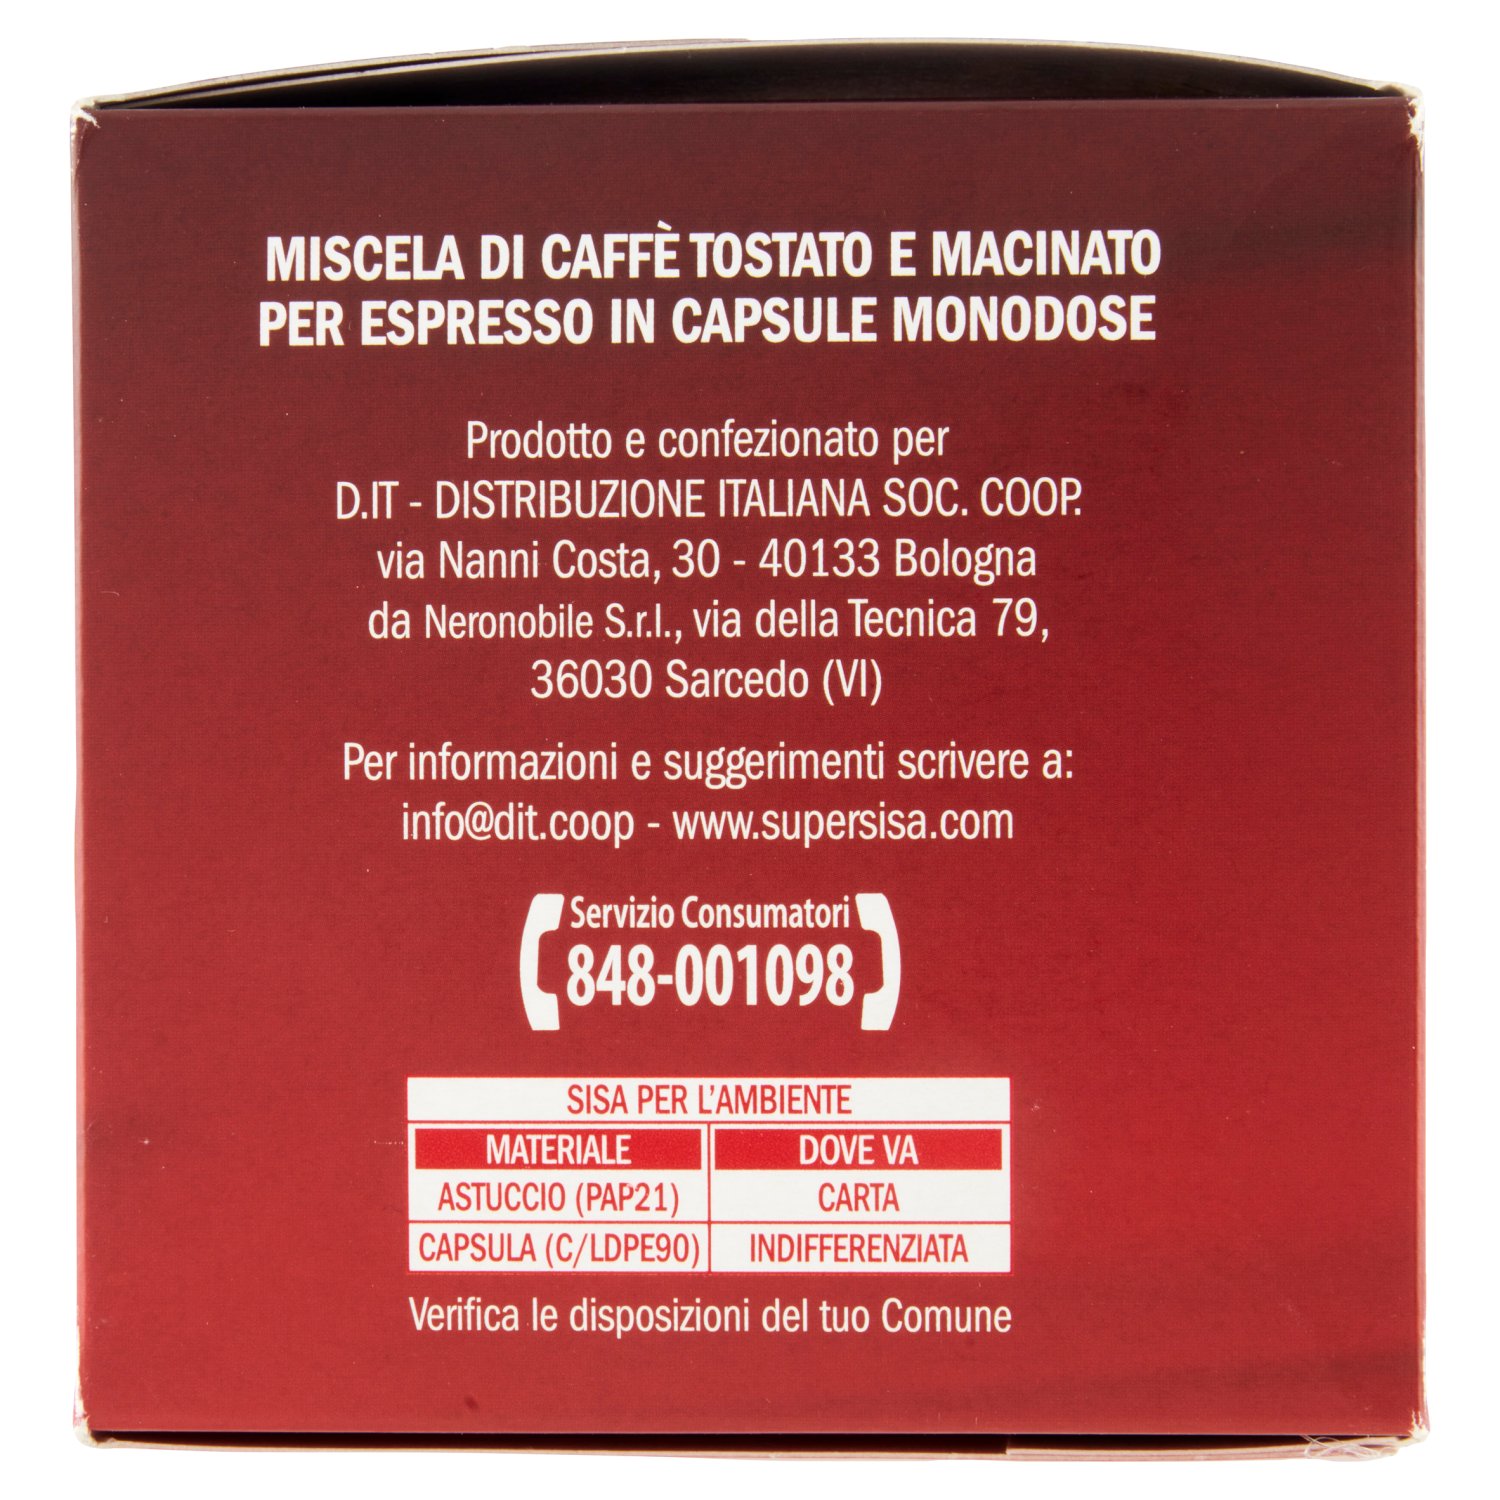 MISCELA DI CAFFÈ TOSTATO E MACINATO
PER ESPRESSO IN CAPSULE MONODOSE
Prodotto e confezionato per
D.IT - DISTRIBUZIONE ITALIANA SOC. COOP.
via Nanni Costa, 30 - 40133 Bologna
da Neronobile S.r.l., via della Tecnica 79,
36030 Sarcedo (VI)
Per informazioni e suggerimenti scrivere a:
info@dit.coop - www.supersisa.com
Servizio Consumatori
848-001098
SISA PER L'AMBIENTE
MATERIALE DOVE VA
ASTUCCIO (PAP21) CARTA
CAPSULA (C/LDPE90) INDIFFERENZIATA
Verifica le disposizioni del tuo Comune